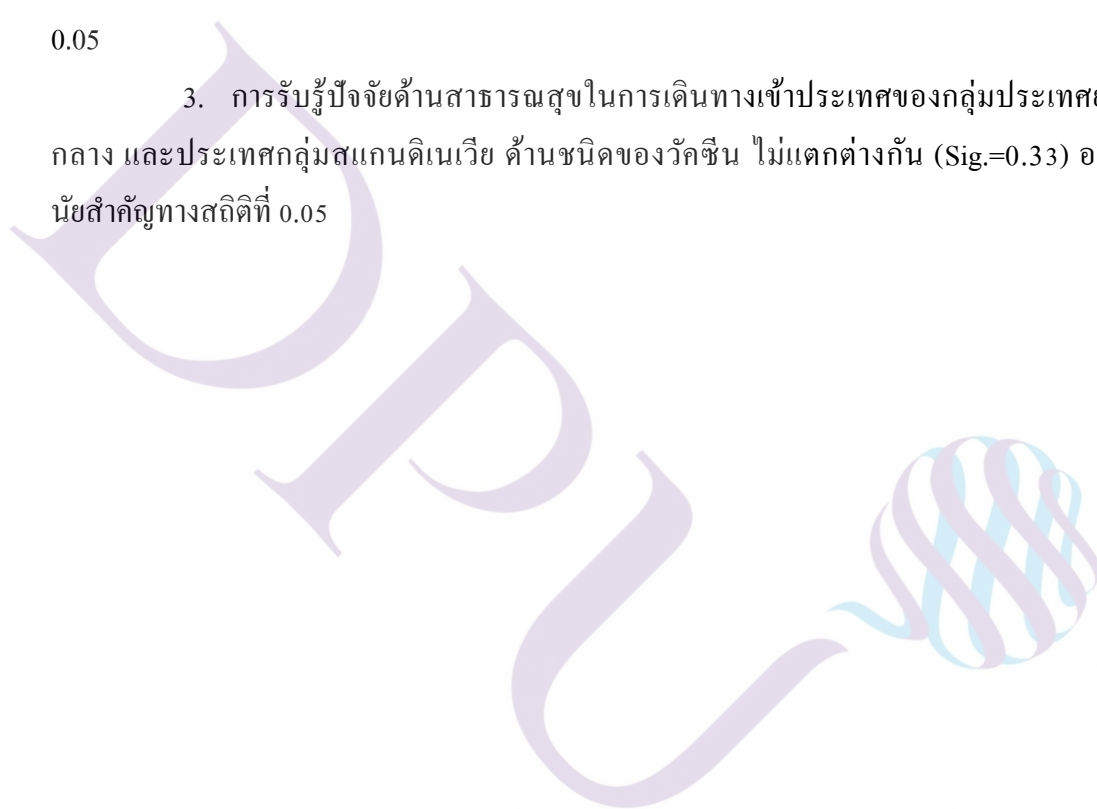 0.05
3. การรับรู้ปัจจัยด้านสาธารณสุขในการเดินทางเข้าประเทศของกลุ่มประเทศ
กลาง และประเทศกลุ่มสแกนดิเนเวีย ด้านชนิดของวัคซีน ไม่แตกต่างกัน (Sig.=0.33)
นัยสำคัญทางสถิติที่ 0.05
DPU